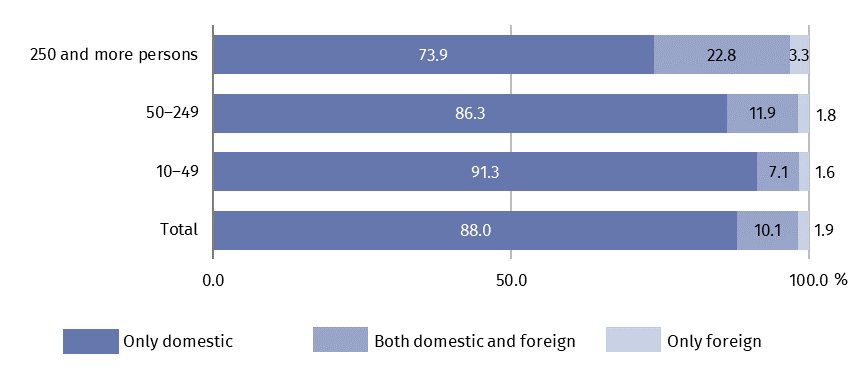 250 and more persons 73.9 22.8 3.3
50–249 86.3 11.9 1.8
10–49 91.3 7.1 1.6
Total 88.0 10.1 1.9
0.0 50.0 100.0 %
Only domestic Both domestic and foreign Only foreign